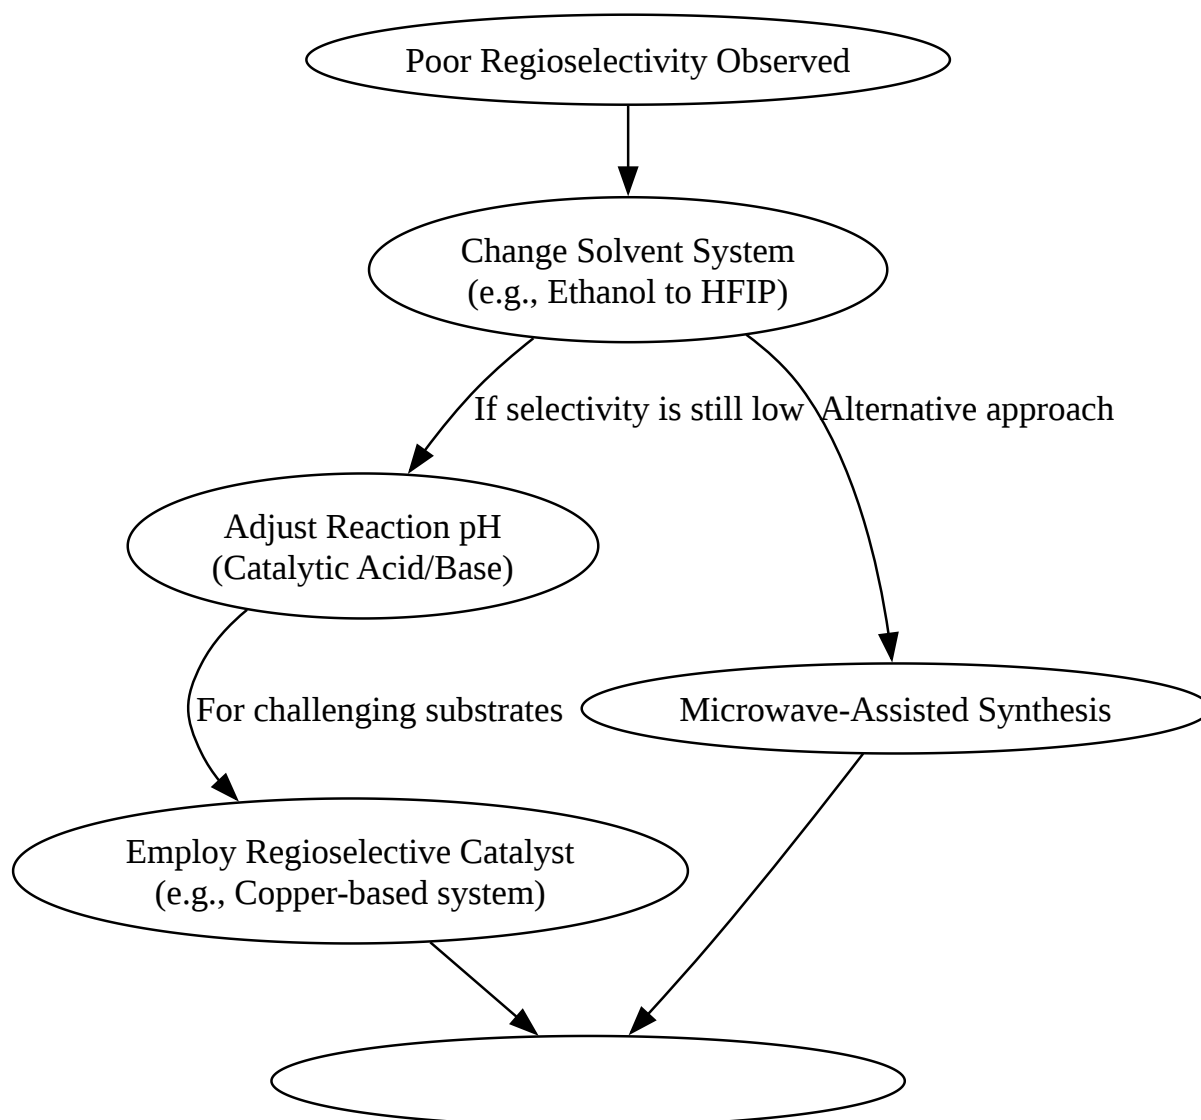 Poor Regioselectivity Observed
Change Solvent System
(e.g., Ethanol to HFIP)
If selectivity is still low
Alternative approach
Adjust Reaction pH
(Catalytic Acid/Base)
For challenging substrates
Microwave-Assisted Synthesis
Employ Regioselective Catalyst
(e.g., Copper-based system)